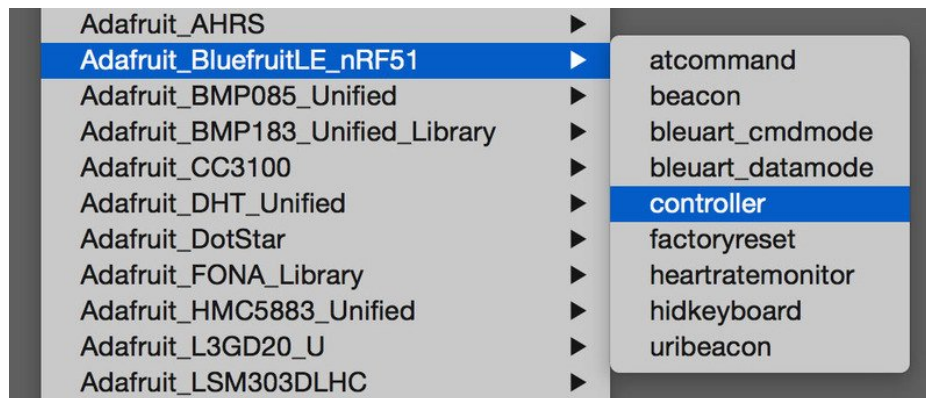 Adafruit_AHRS
Adafruit_BluefruitLE_nRF51
Adafruit_BMP085_Unified
Adafruit_BMP183_Unified_Library
Adafruit_CC3100
Adafruit_DHT_Unified
Adafruit_DotStar
Adafruit_FONA_Library
Adafruit_HMC5883_Unified
Adafruit_L3GD20_U
Adafruit_LSM303DLHC
atcommand
beacon
bleuart_cmdmode
bleuart_datamode
controller
factoryreset
heartratemonitor
hidkeyboard
uribeacon